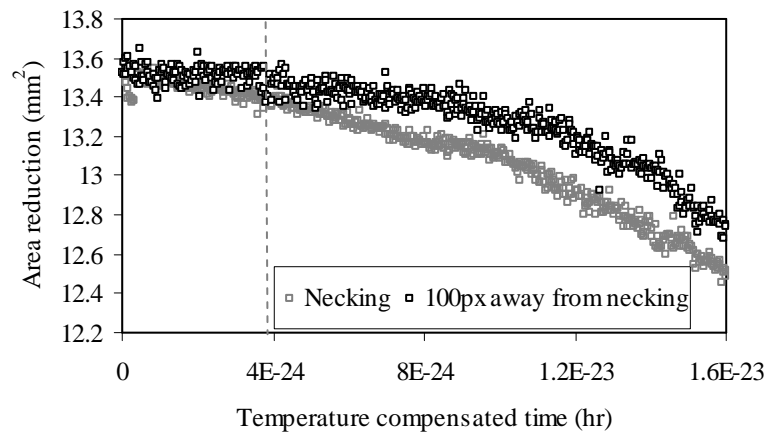 13.8
13.6
13.4
13.2
13
12.8
12.6
12.4
12.2
Area reduction (mm²)
Necking 100px away from necking
0 4E-24 8E-24 1.2E-23 1.6E-23
Temperature compensated time (hr)